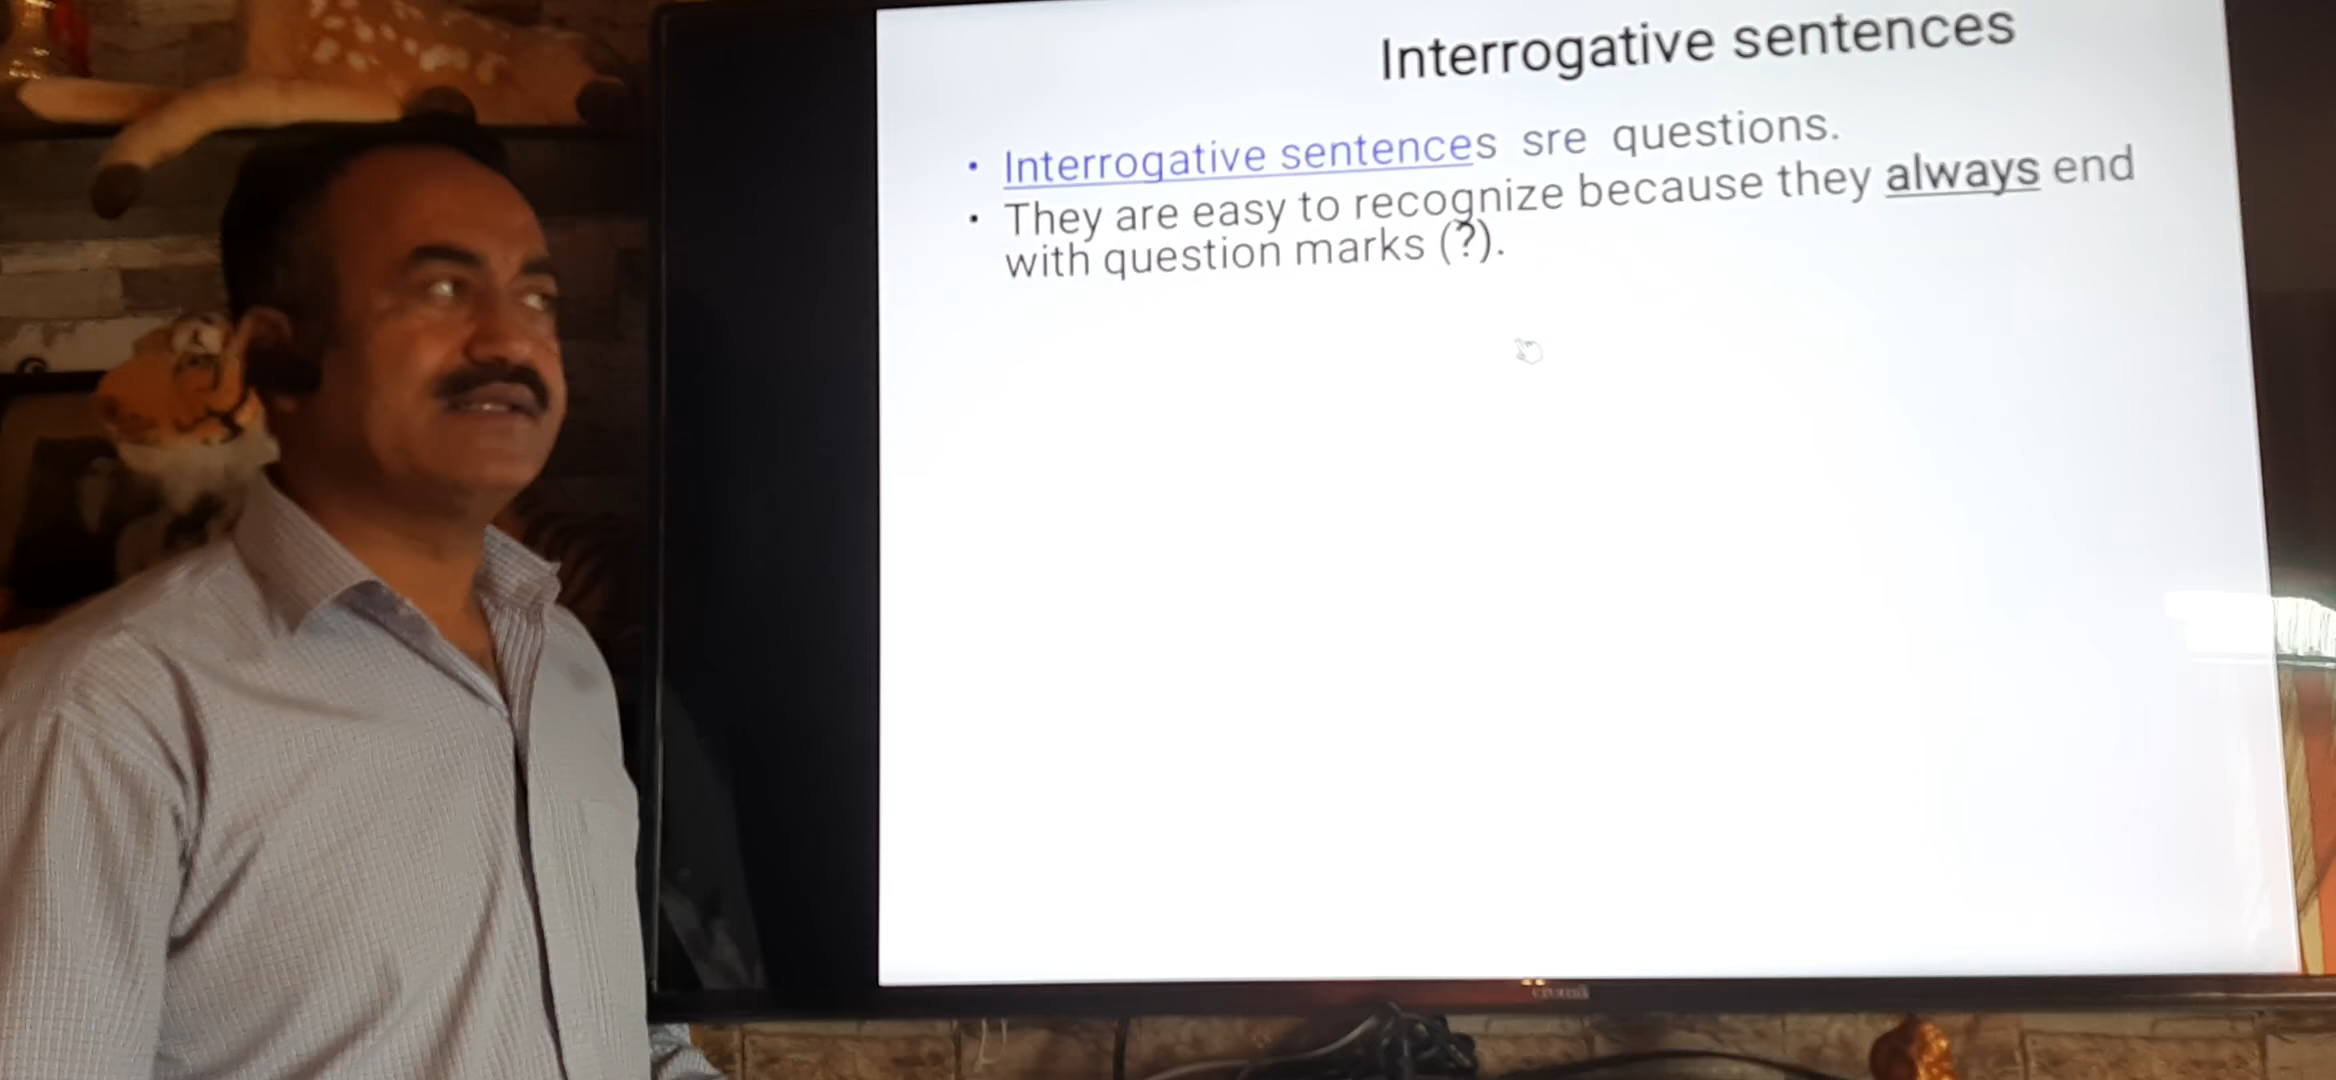 Interrogative sentences
• Interrogative sentences sre questions.
• They are easy to recognize because they always end
with question marks (?).